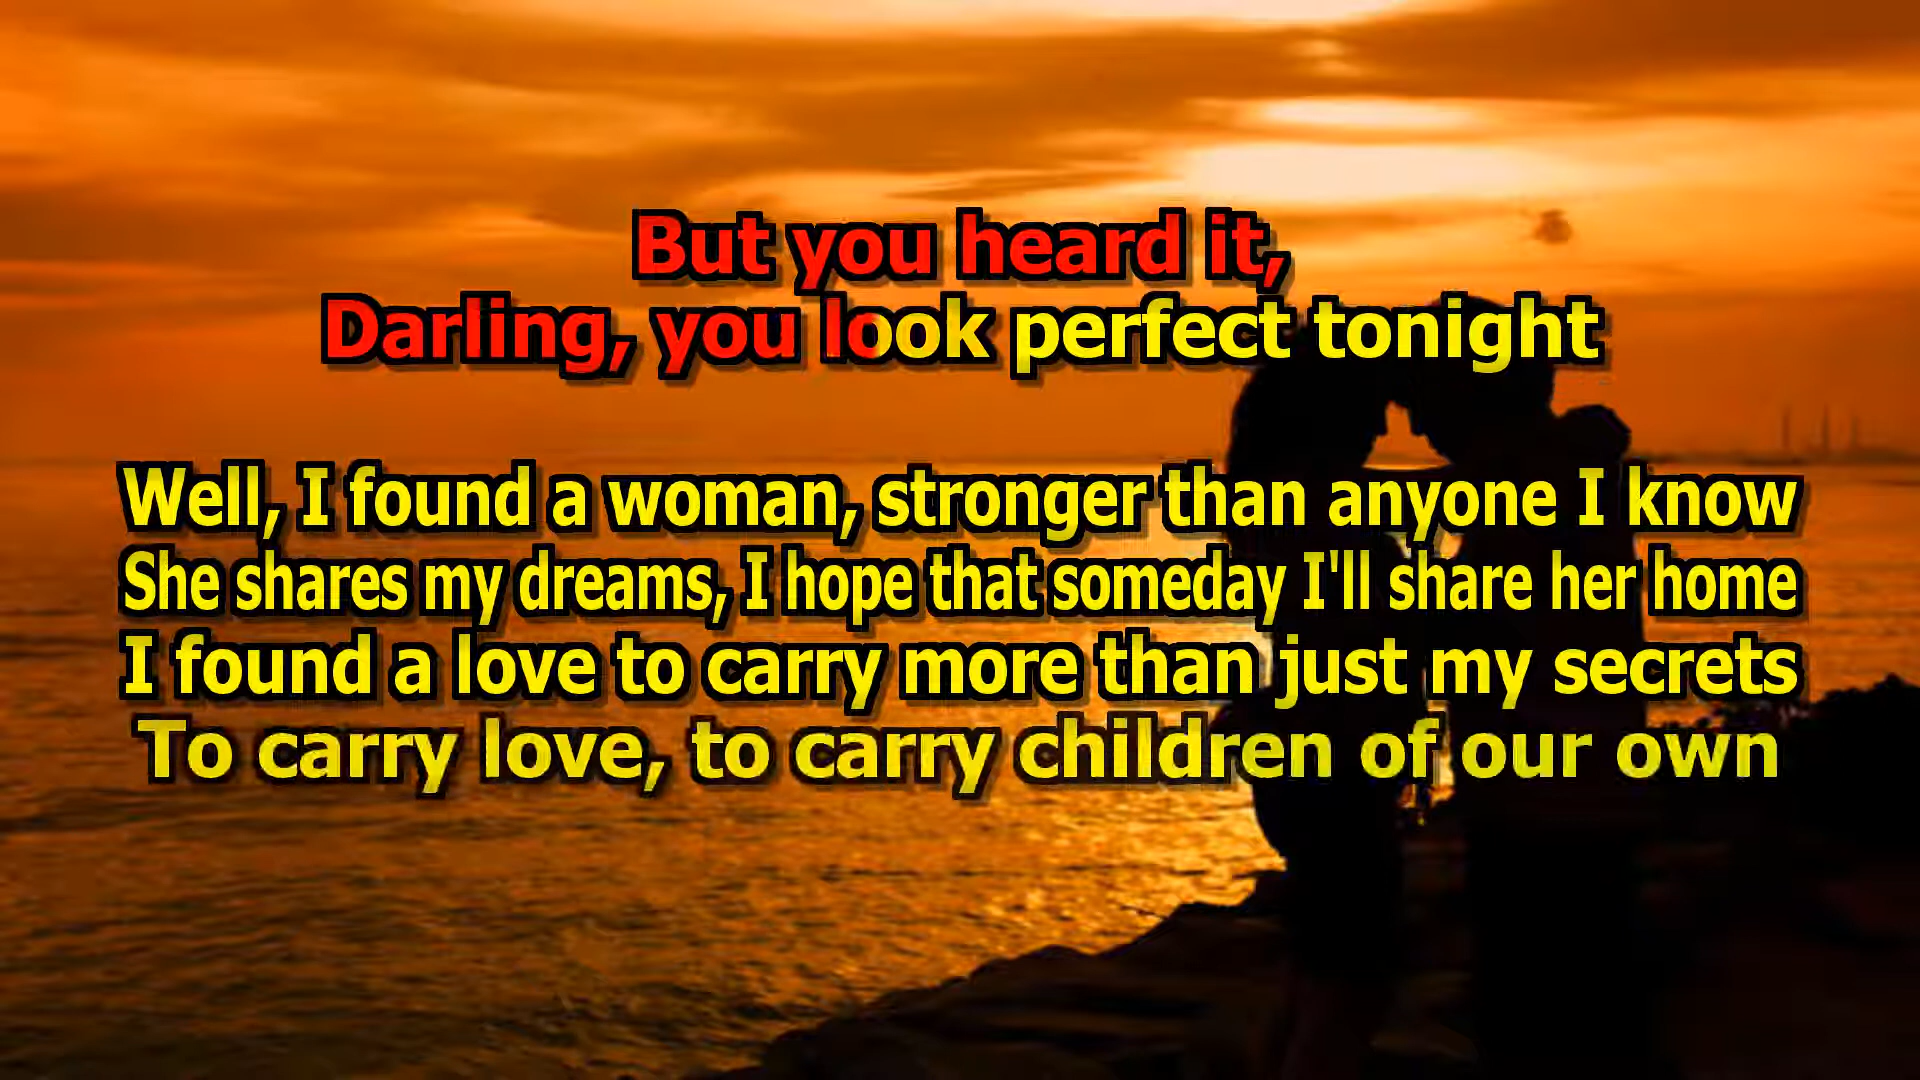 But you heard it,
Darling, you look perfect tonight
Well, I found a woman, stronger than anyone I know
She shares my dreams, I hope that someday I'll share her home
I found a love to carry more than just my secrets
To carry love, to carry children of our own